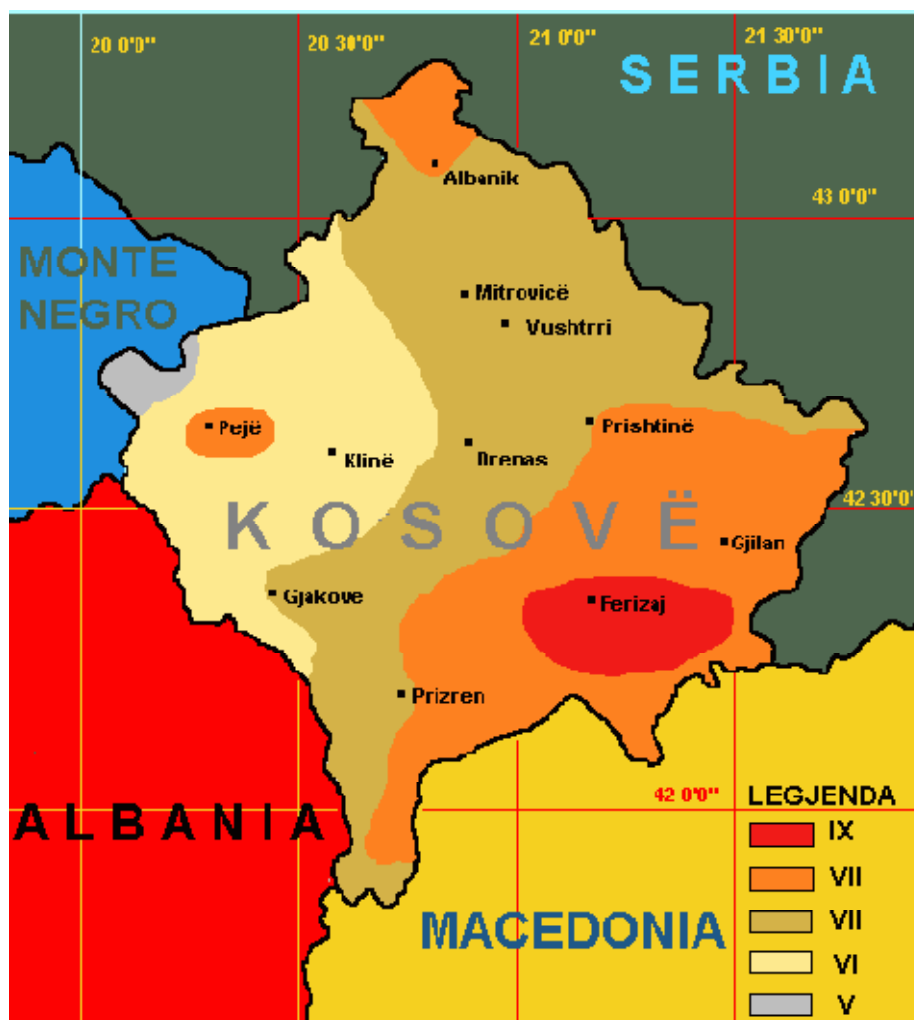 20 0'0"
20 30'0"
21 0'0"
21 30'0"
SERBIA
Albanik
43 0'0"
MONTE
NEGRO
Mitrovicë
Vushtrri
Pejë
Prishtinë
Klinë
Drenas
42 30'0
KOSOVË
Gjilan
Gjakove
Ferizaj
Prizren
42 0'0"
LEGJENDA
ALBANIA
IX
VII
VII
VI
V
MACEDONIA